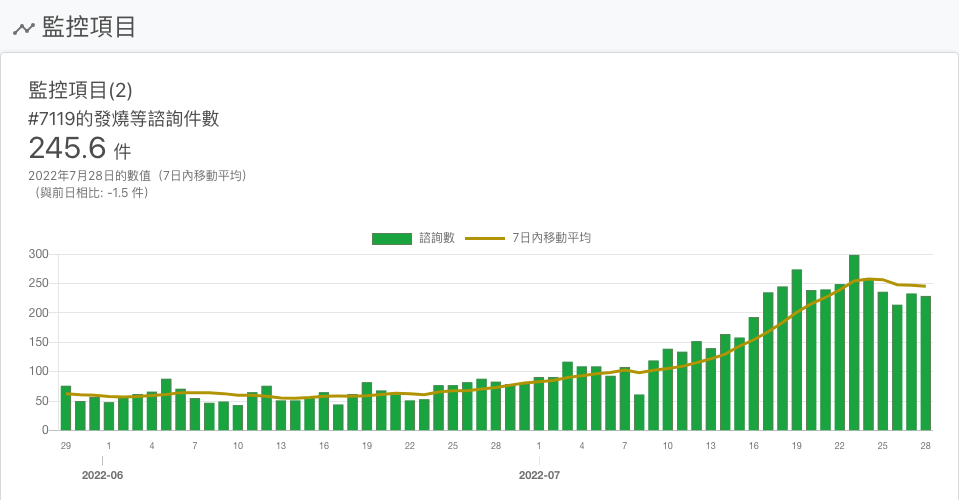 監控項目
監控項目(2)
#7119的發燒等諮詢件數
245.6 件
2022年7月28日的數值（7日內移動平均）
（與前日相比: -1.5 件）
諮詢數 7日內移動平均
300
250
200
150
100
50
0
29 1 4 7 10 13 16 19 22 25 28 1 4 7 10 13 16 19 22 25 28
2022-06 2022-07